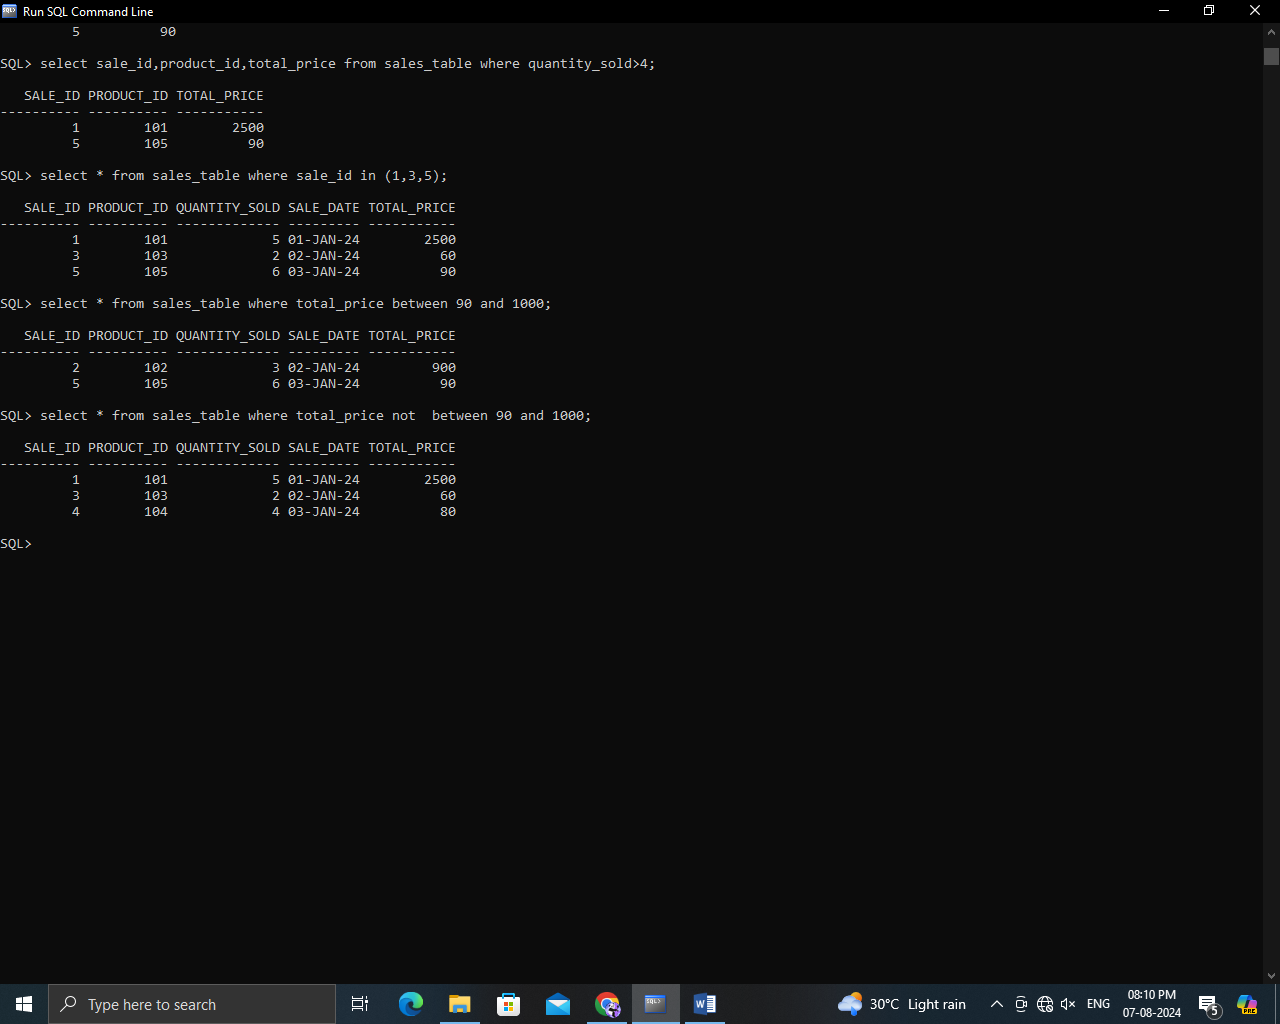 Run SQL Command Line
         5         90
SQL> select sale_id,product_id,total_price from sales_table where quantity_sold>4;
   SALE_ID PRODUCT_ID TOTAL_PRICE
---------- ---------- -----------
         1        101        2500
         5        105          90
SQL> select * from sales_table where sale_id in (1,3,5);
   SALE_ID PRODUCT_ID QUANTITY_SOLD SALE_DATE TOTAL_PRICE
---------- ---------- ------------- --------- -----------
         1        101             5 01-JAN-24        2500
         3        103             2 02-JAN-24          60
         5        105             6 03-JAN-24          90
SQL> select * from sales_table where total_price between 90 and 1000;
   SALE_ID PRODUCT_ID QUANTITY_SOLD SALE_DATE TOTAL_PRICE
---------- ---------- ------------- --------- -----------
         2        102             3 02-JAN-24         900
         5        105             6 03-JAN-24          90
SQL> select * from sales_table where total_price not  between 90 and 1000;
   SALE_ID PRODUCT_ID QUANTITY_SOLD SALE_DATE TOTAL_PRICE
---------- ---------- ------------- --------- -----------
         1        101             5 01-JAN-24        2500
         3        103             2 02-JAN-24          60
         4        104             4 03-JAN-24          80
SQL>
Type here to search
30°C Light rain
ENG
08:10 PM
07-08-2024
5
PRE